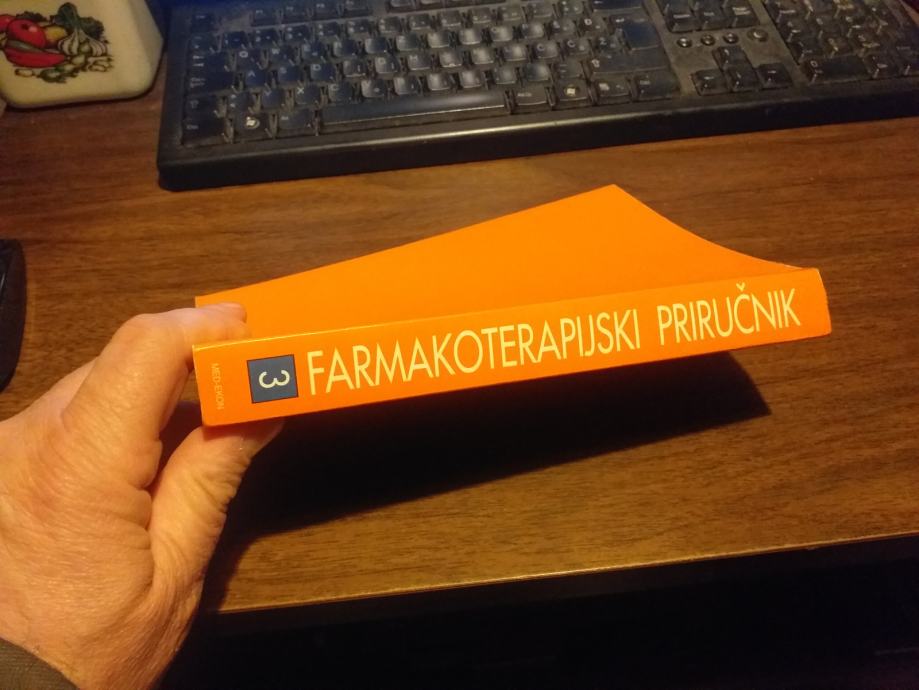 MED-EKON
3
FARMAKOTERAPIJSKI PRIRUČNIK